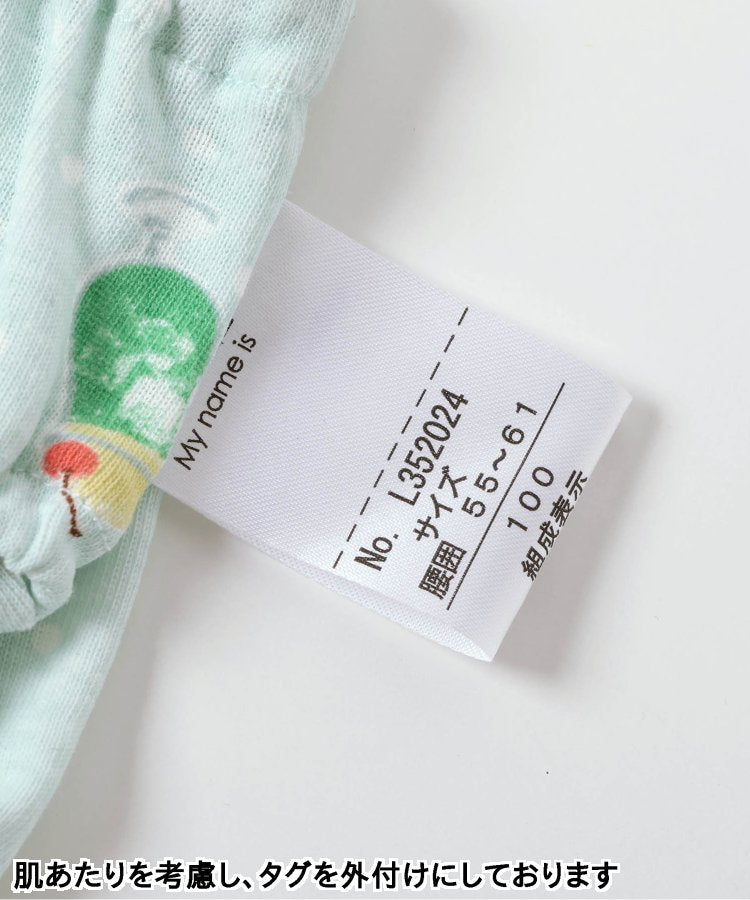 My name is
No. L352024
サイズ
腰囲 55～61
100
組成表示
肌あたりを考慮し、タグを外付けにしております